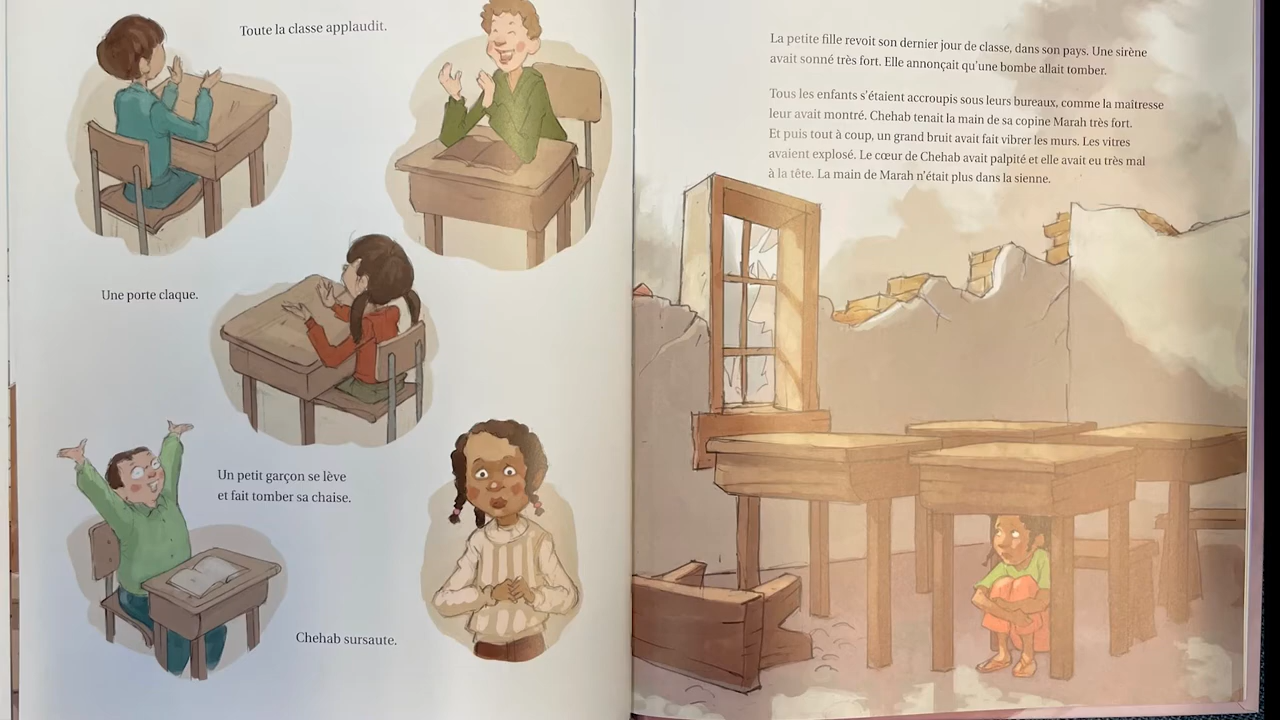 Toute la classe applaudit.
Une porte claque.
Un petit garçon se lève
et fait tomber sa chaise.
Chehab sursaute.
La petite fille revoit son dernier jour de classe, dans son pays. Une sirène
avait sonné très fort. Elle annonçait qu'une bombe allait tomber.
Tous les enfants s'étaient accroupis sous leurs bureaux, comme la maîtresse
leur avait montré. Chehab tenait la main de sa copine Marah très fort.
Et puis tout à coup, un grand bruit avait fait vibrer les murs. Les vitres
avaient explosé. Le cœur de Chehab avait palpité et elle avait eu très mal
à la tête. La main de Marah n'était plus dans la sienne.